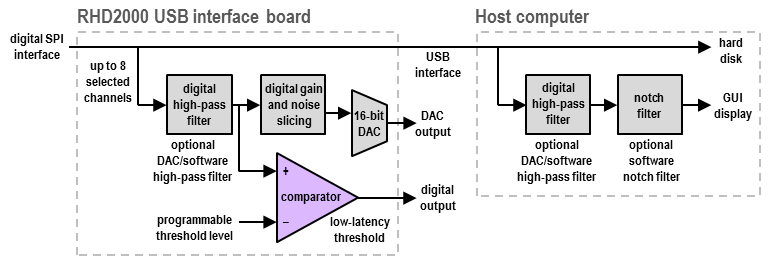 RHD2000 USB interface board
Host computer
digital SPI
interface
up to 8
selected
channels
digital
high-pass
filter
optional
DAC/software
high-pass filter
digital gain
and noise
slicing
16-bit
DAC
DAC
output
+
comparator
–
programmable
threshold level
low-latency
threshold
digital
output
USB
interface
digital
high-pass
filter
optional
DAC/software
high-pass filter
notch
filter
optional
software
notch filter
hard
disk
GUI
display